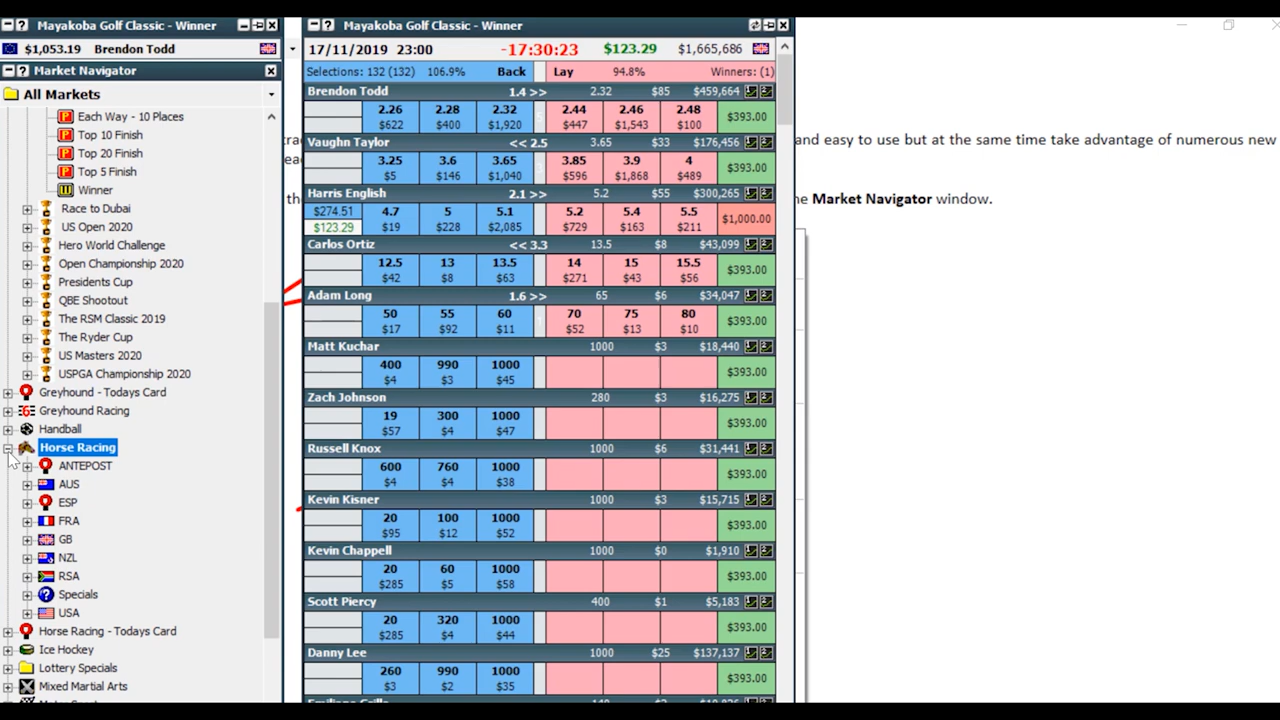 Mayakoba Golf Classic - Winner
$1,053.19 Brendon Todd
Market Navigator
All Markets
Each Way - 10 Places
Top 10 Finish
Top 20 Finish
Top 5 Finish
Winner
Race to Dubai
US Open 2020
Hero World Challenge
Open Championship 2020
Presidents Cup
QBE Shootout
The RSM Classic 2019
The Ryder Cup
US Masters 2020
USPGA Championship 2020
Greyhound - Todays Card
Greyhound Racing
Handball
Horse Racing
ANTEPOST
AUS
ESP
FRA
GB
NZL
RSA
Specials
USA
Horse Racing - Todays Card
Ice Hockey
Lottery Specials
Mixed Martial Arts
Mayakoba Golf Classic - Winner
17/11/2019 23:00 -17:30:23 $123.29 $1,665,686
Selections: 132 (132) 106.9% Back Lay 94.8% Winners: (1)
Brendon Todd 1.4 >> 2.32 $85 $459,664
2.26 2.28 2.32 2.44 2.46 2.48 $393.00
$622 $400 $1,920 $447 $1,543 $100
Vaughn Taylor << 2.5 3.65 $33 $176,456
3.25 3.6 3.65 3.85 3.9 4 $393.00
$5 $146 $1,040 $596 $1,868 $489
Harris English 2.1 >> 5.2 $55 $300,265
$274.51 4.7 5 5.1 5.2 5.4 5.5 $1,000.00
$123.29 $19 $228 $2,085 $729 $163 $211
Carlos Ortiz << 3.3 13.5 $8 $43,099
12.5 13 13.5 14 15 15.5 $393.00
$42 $8 $63 $271 $43 $56
Adam Long 1.6 >> 65 $6 $34,047
50 55 60 70 75 80 $393.00
$17 $92 $11 $52 $13 $10
Matt Kuchar 1000 $3 $18,440
400 990 1000 $393.00
$4 $3 $45
Zach Johnson 280 $3 $16,275
19 300 1000 $393.00
$57 $4 $47
Russell Knox 1000 $6 $31,441
600 760 1000 $393.00
$4 $4 $38
Kevin Kisner 1000 $3 $15,715
20 100 1000 $393.00
$95 $12 $52
Kevin Chappell 1000 $0 $1,910
20 60 1000 $393.00
$285 $5 $58
Scott Piercy 400 $1 $5,183
20 320 1000 $393.00
$285 $4 $44
Danny Lee 1000 $25 $137,137
260 990 1000 $393.00
$3 $2 $35
and easy to use but at the same time take advantage of numerous new
Market Navigator window.